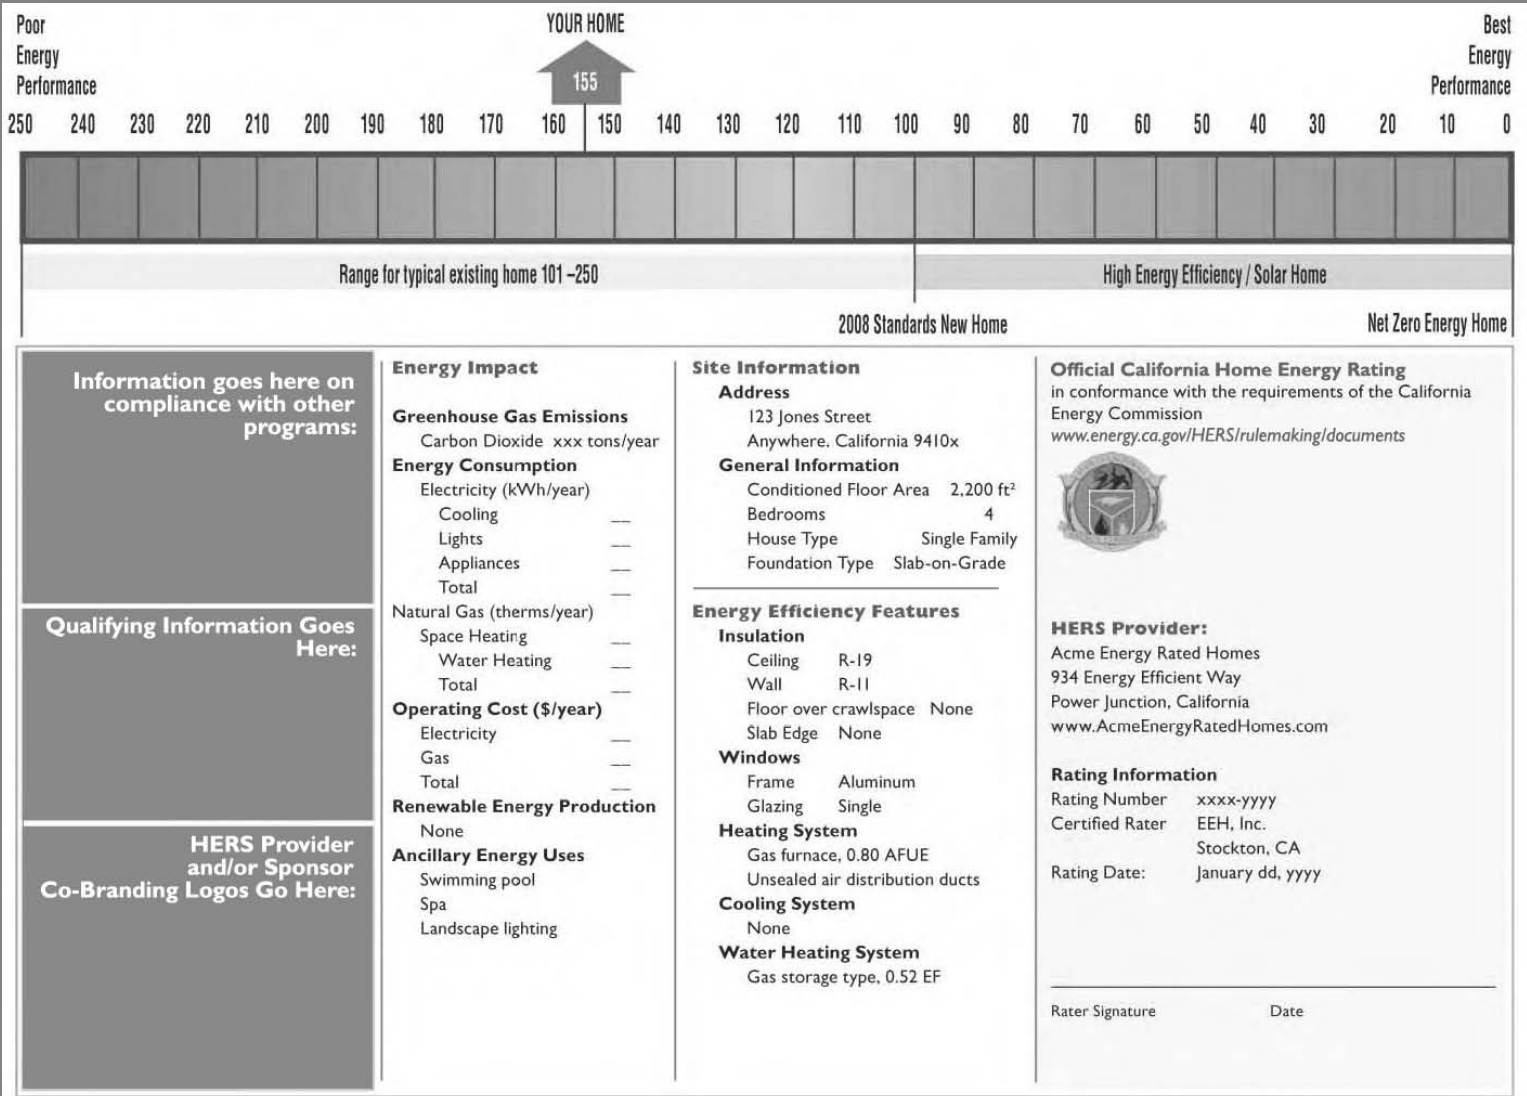 Poor
Energy
Performance
YOUR HOME
155
Best
Energy
Performance
250 240 230 220 210 200 190 180 170 160 150 140 130 120 110 100 90 80 70 60 50 40 30 20 10 0
Range for typical existing home 101 –250
High Energy Efficiency / Solar Home
2008 Standards New Home
Net Zero Energy Home
Information goes here on
compliance with other
programs:
Qualifying Information Goes
Here:
HERS Provider
and/or Sponsor
Co-Branding Logos Go Here:
Energy Impact
Greenhouse Gas Emissions
Carbon Dioxide xxx tons/year
Energy Consumption
Electricity (kWh/year)
Cooling __
Lights __
Appliances __
Total __
Natural Gas (therms/year)
Space Heating __
Water Heating __
Total __
Operating Cost ($/year)
Electricity __
Gas __
Total __
Renewable Energy Production
None
Ancillary Energy Uses
Swimming pool
Spa
Landscape lighting
Site Information
Address
123 Jones Street
Anywhere, California 9410x
General Information
Conditioned Floor Area 2,200 ft²
Bedrooms 4
House Type Single Family
Foundation Type Slab-on-Grade
Energy Efficiency Features
Insulation
Ceiling R-19
Wall R-11
Floor over crawlspace None
Slab Edge None
Windows
Frame Aluminum
Glazing Single
Heating System
Gas furnace, 0.80 AFUE
Unsealed air distribution ducts
Cooling System
None
Water Heating System
Gas storage type, 0.52 EF
Official California Home Energy Rating
in conformance with the requirements of the California
Energy Commission
www.energy.ca.gov/HERS/rulemaking/documents
HERS Provider:
Acme Energy Rated Homes
934 Energy Efficient Way
Power Junction, California
www.AcmeEnergyRatedHomes.com
Rating Information
Rating Number xxxx-yyyy
Certified Rater EEH, Inc.
Stockton, CA
Rating Date: January dd, yyyy
Rater Signature Date